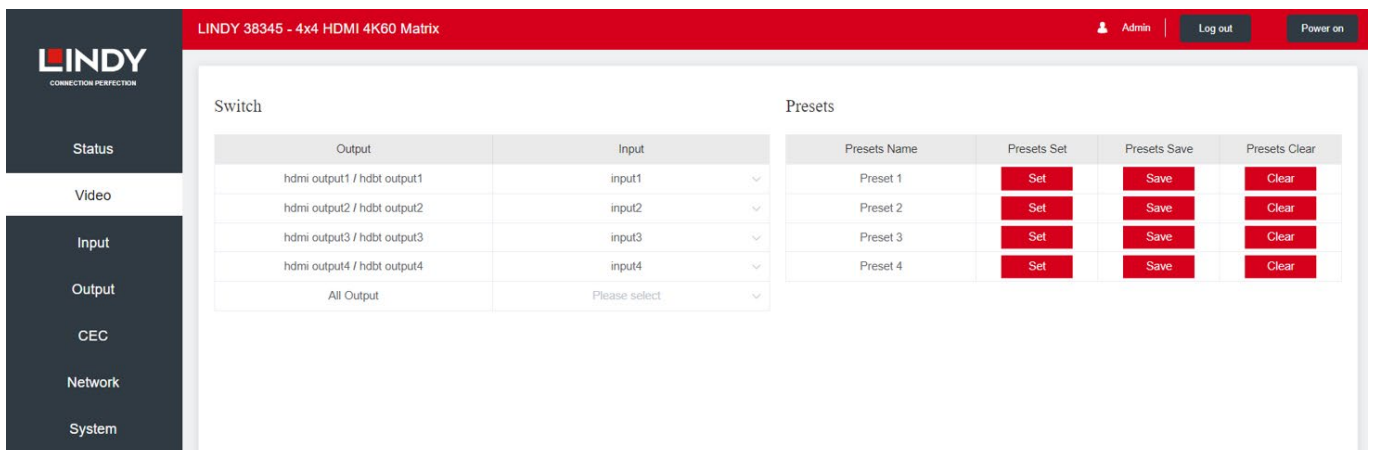 LINDY
CONNECTION PERFECTION
LINDY 38345 - 4x4 HDMI 4K60 Matrix
Admin
Log out
Power on
Status
Video
Input
Output
CEC
Network
System
Switch
Output Input
hdmi output1 / hdbt output1 input1
hdmi output2 / hdbt output2 input2
hdmi output3 / hdbt output3 input3
hdmi output4 / hdbt output4 input4
All Output Please select
Presets
Presets Name Presets Set Presets Save Presets Clear
Preset 1 Set Save Clear
Preset 2 Set Save Clear
Preset 3 Set Save Clear
Preset 4 Set Save Clear